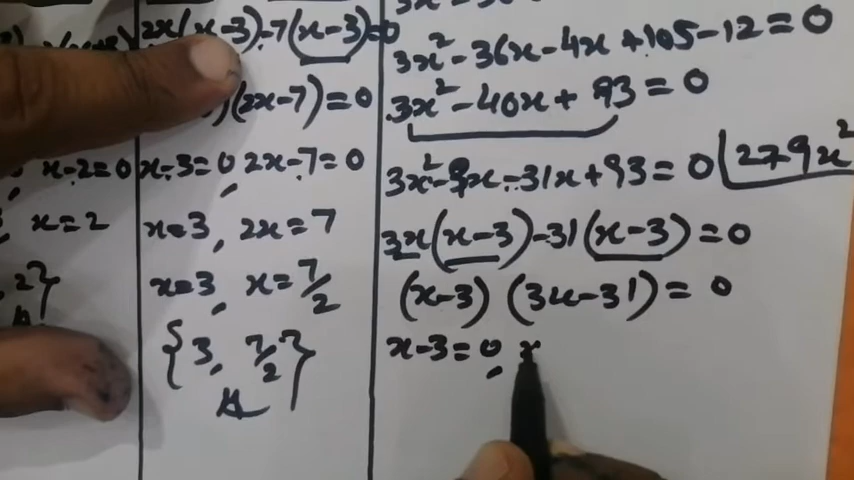 2x(x-3)-7(x-3)=0
(2x-7)=0
x-2=0
x-3=0, 2x-7=0
x=2
x=3, 2x=7
x=3, x=7/2
{3, 7/2}
3x²-36x-4x+105-12=0
3x²-40x+93=0
3x²-9x-31x+93=0
279x²
3x(x-3)-31(x-3)=0
(x-3)(3x-31)=0
x-3=0,